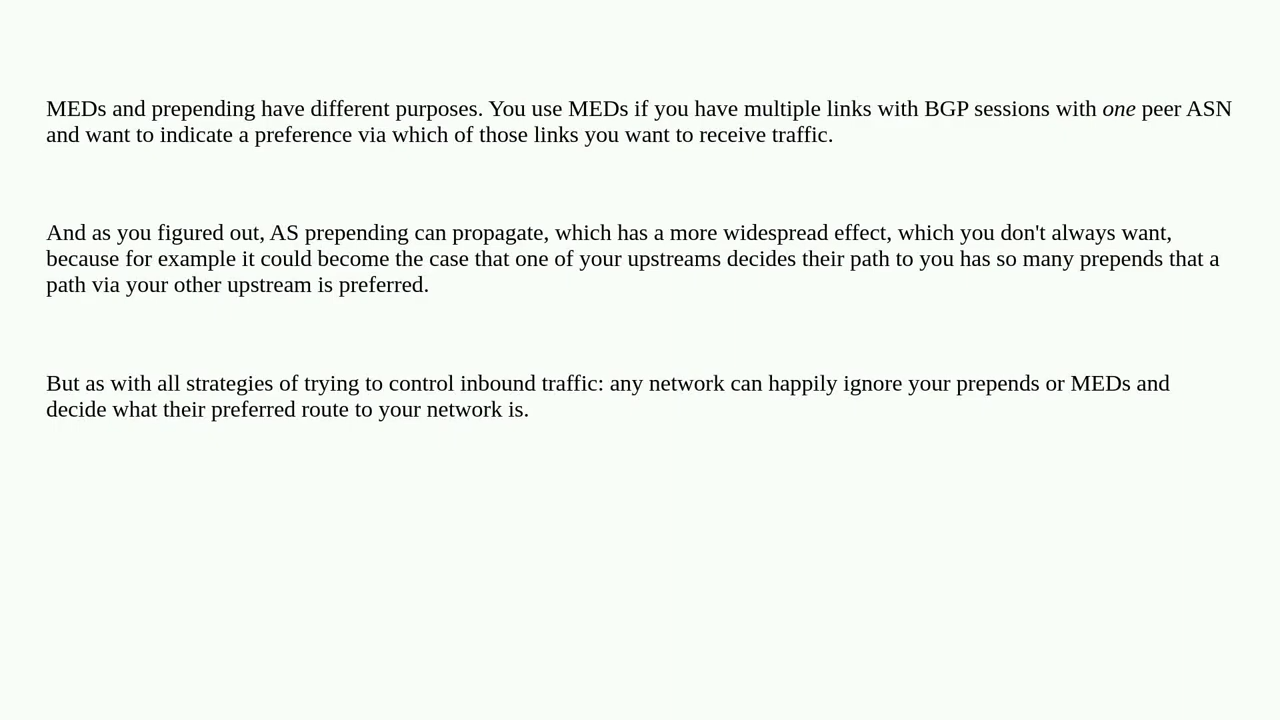 MEDs and prepending have different purposes. You use MEDs if you have multiple links with BGP sessions with one peer ASN
and want to indicate a preference via which of those links you want to receive traffic.
And as you figured out, AS prepending can propagate, which has a more widespread effect, which you don't always want,
because for example it could become the case that one of your upstreams decides their path to you has so many prepends that a
path via your other upstream is preferred.
But as with all strategies of trying to control inbound traffic: any network can happily ignore your prepends or MEDs and
decide what their preferred route to your network is.